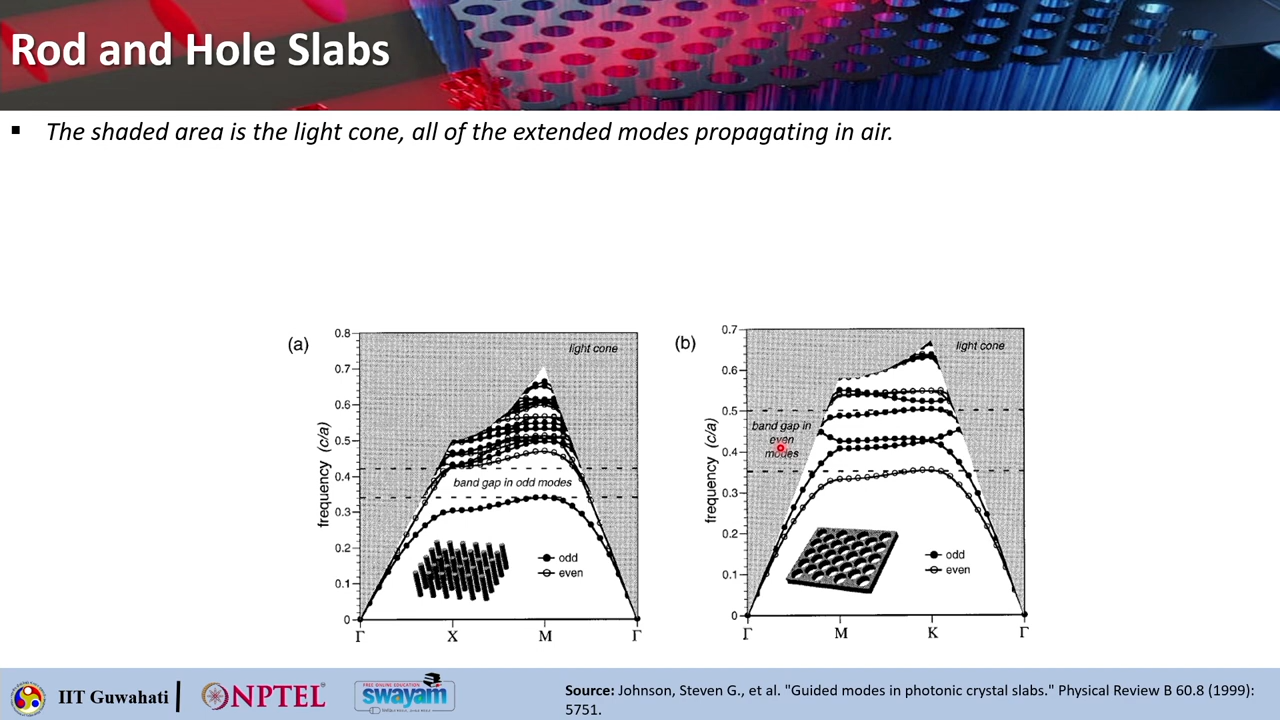 Rod and Hole Slabs
▪ The shaded area is the light cone, all of the extended modes propagating in air.
(a)
0.8
0.7
0.6
0.5
0.4
0.3
0.2
0.1
0
frequency (c/a)
light cone
band gap in odd modes
odd
even
Γ X M Γ
(b)
0.7
0.6
0.5
0.4
0.3
0.2
0.1
0
frequency (c/a)
light cone
band gap in
even
modes
odd
even
Γ M K Γ
IIT Guwahati
NPTEL
FREE ONLINE EDUCATION
swayam
Source: Johnson, Steven G., et al. "Guided modes in photonic crystal slabs." Physical Review B 60.8 (1999):
5751.